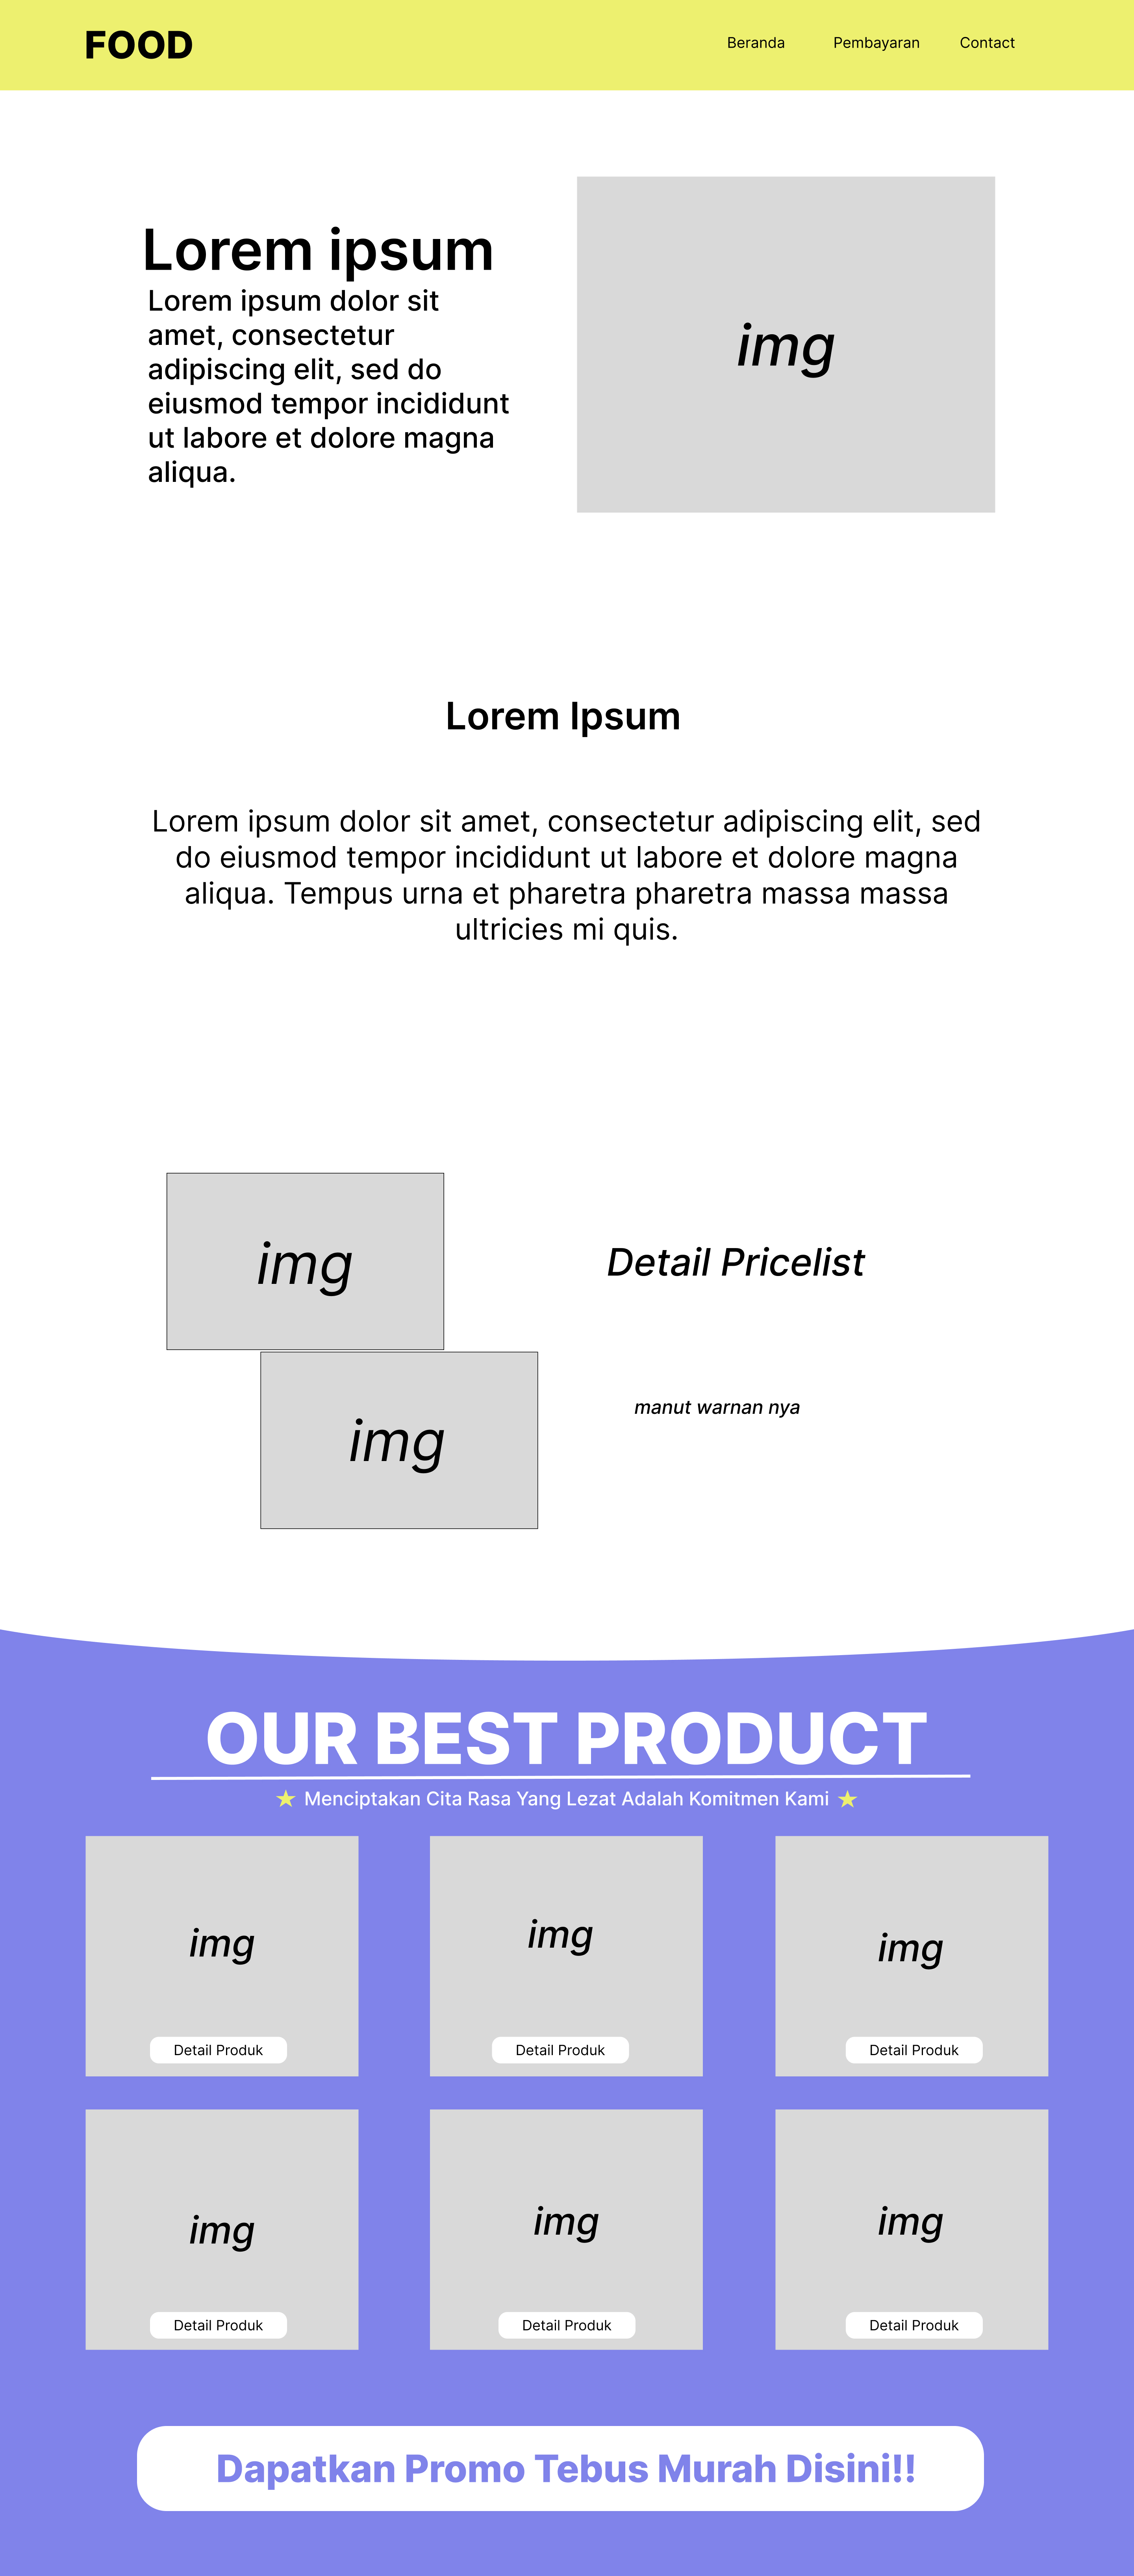 FOOD
Beranda
Pembayaran
Contact
Lorem ipsum
Lorem ipsum dolor sit
amet, consectetur
adipiscing elit, sed do
eiusmod tempor incididunt
ut labore et dolore magna
aliqua.
img
Lorem Ipsum
Lorem ipsum dolor sit amet, consectetur adipiscing elit, sed
do eiusmod tempor incididunt ut labore et dolore magna
aliqua. Tempus urna et pharetra pharetra massa massa
ultricies mi quis.
img
img
Detail Pricelist
manut warnan nya
OUR BEST PRODUCT
Menciptakan Cita Rasa Yang Lezat Adalah Komitmen Kami
img
img
img
Detail Produk
Detail Produk
Detail Produk
img
img
img
Detail Produk
Detail Produk
Detail Produk
Dapatkan Promo Tebus Murah Disini!!